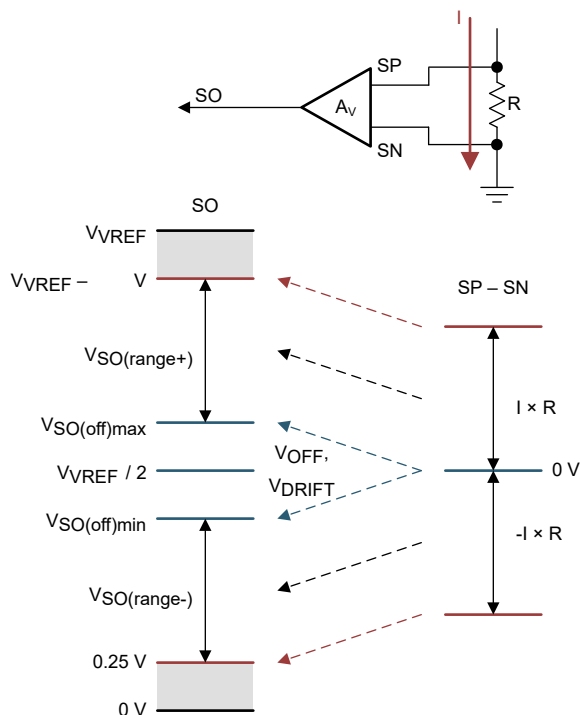 I
SP
SO
A_V
R
SN
SO
V_VREF
V_VREF – V
SP – SN
V_SO(range+)
I × R
V_SO(off)max
V_OFF,
V_VREF / 2
0 V
V_DRIFT
V_SO(off)min
-I × R
V_SO(range-)
0.25 V
0 V